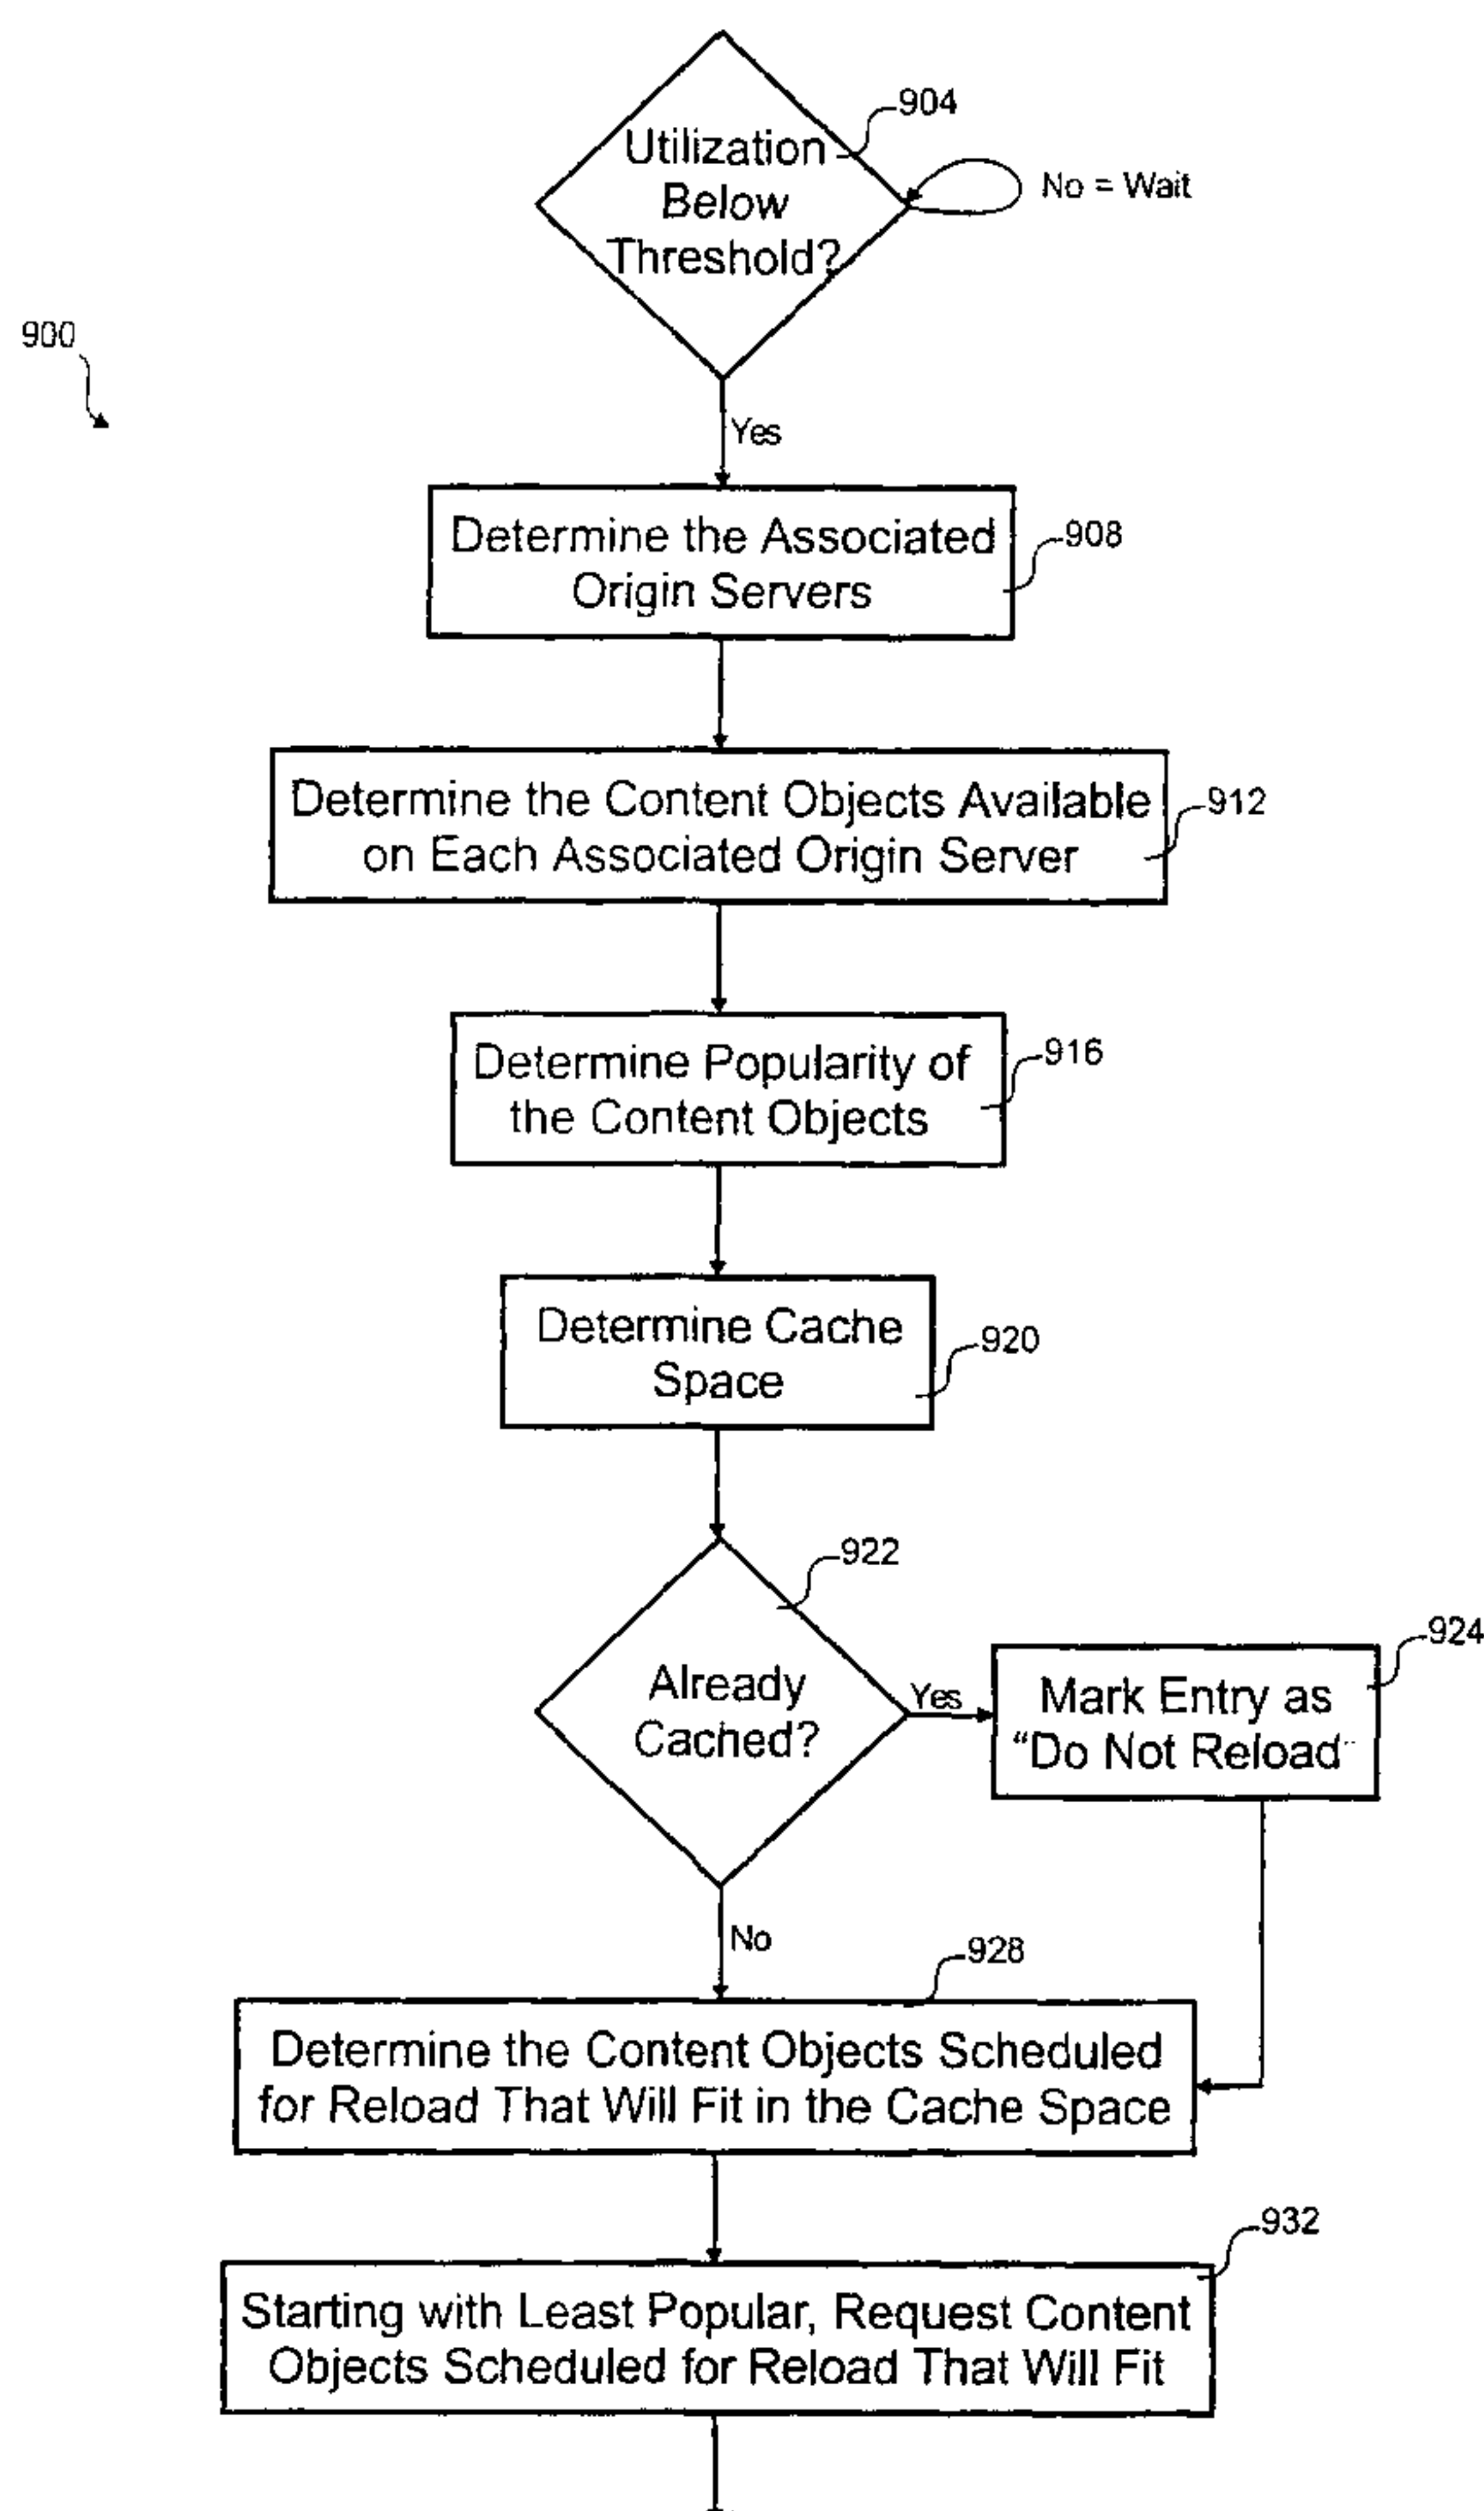 904
Utilization
Below
Threshold?
No = Wait
900
Yes
Determine the Associated
Origin Servers
908
Determine the Content Objects Available
on Each Associated Origin Server
912
Determine Popularity of
the Content Objects
916
Determine Cache
Space
920
922
Already
Cached?
Yes
924
Mark Entry as
“Do Not Reload”
No
928
Determine the Content Objects Scheduled
for Reload That Will Fit in the Cache Space
932
Starting with Least Popular, Request Content
Objects Scheduled for Reload That Will Fit